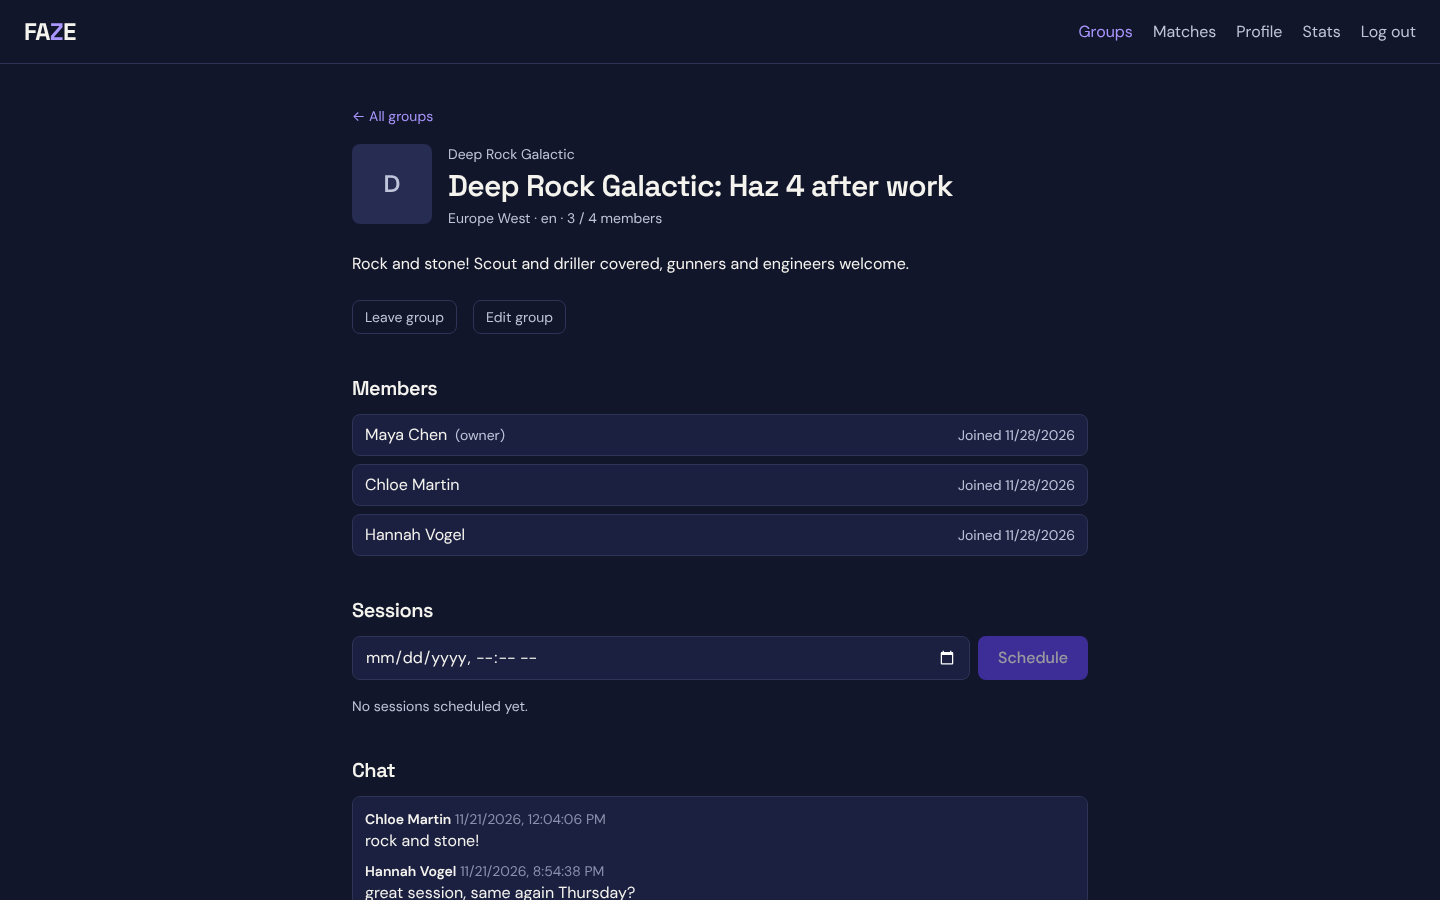 FAZE
Groups Matches Profile Stats Log out
← All groups
D
Deep Rock Galactic
Deep Rock Galactic: Haz 4 after work
Europe West · en · 3 / 4 members
Rock and stone! Scout and driller covered, gunners and engineers welcome.
Leave group Edit group
Members
Maya Chen (owner) Joined 11/28/2026
Chloe Martin Joined 11/28/2026
Hannah Vogel Joined 11/28/2026
Sessions
mm/dd/yyyy, --:-- -- Schedule
No sessions scheduled yet.
Chat
Chloe Martin 11/21/2026, 12:04:06 PM
rock and stone!
Hannah Vogel 11/21/2026, 8:54:38 PM
great session, same again Thursday?